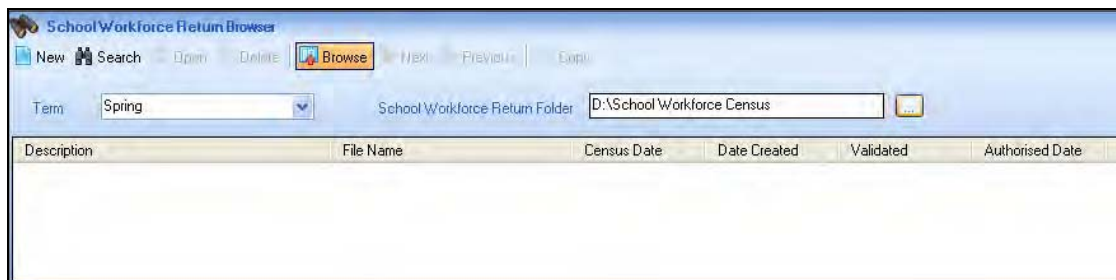 School Workforce Return Browser
New Search Open Delete Browse Next Previous Copy
Term Spring School Workforce Return Folder D:\School Workforce Census ...
Description File Name Census Date Date Created Validated Authorised Date